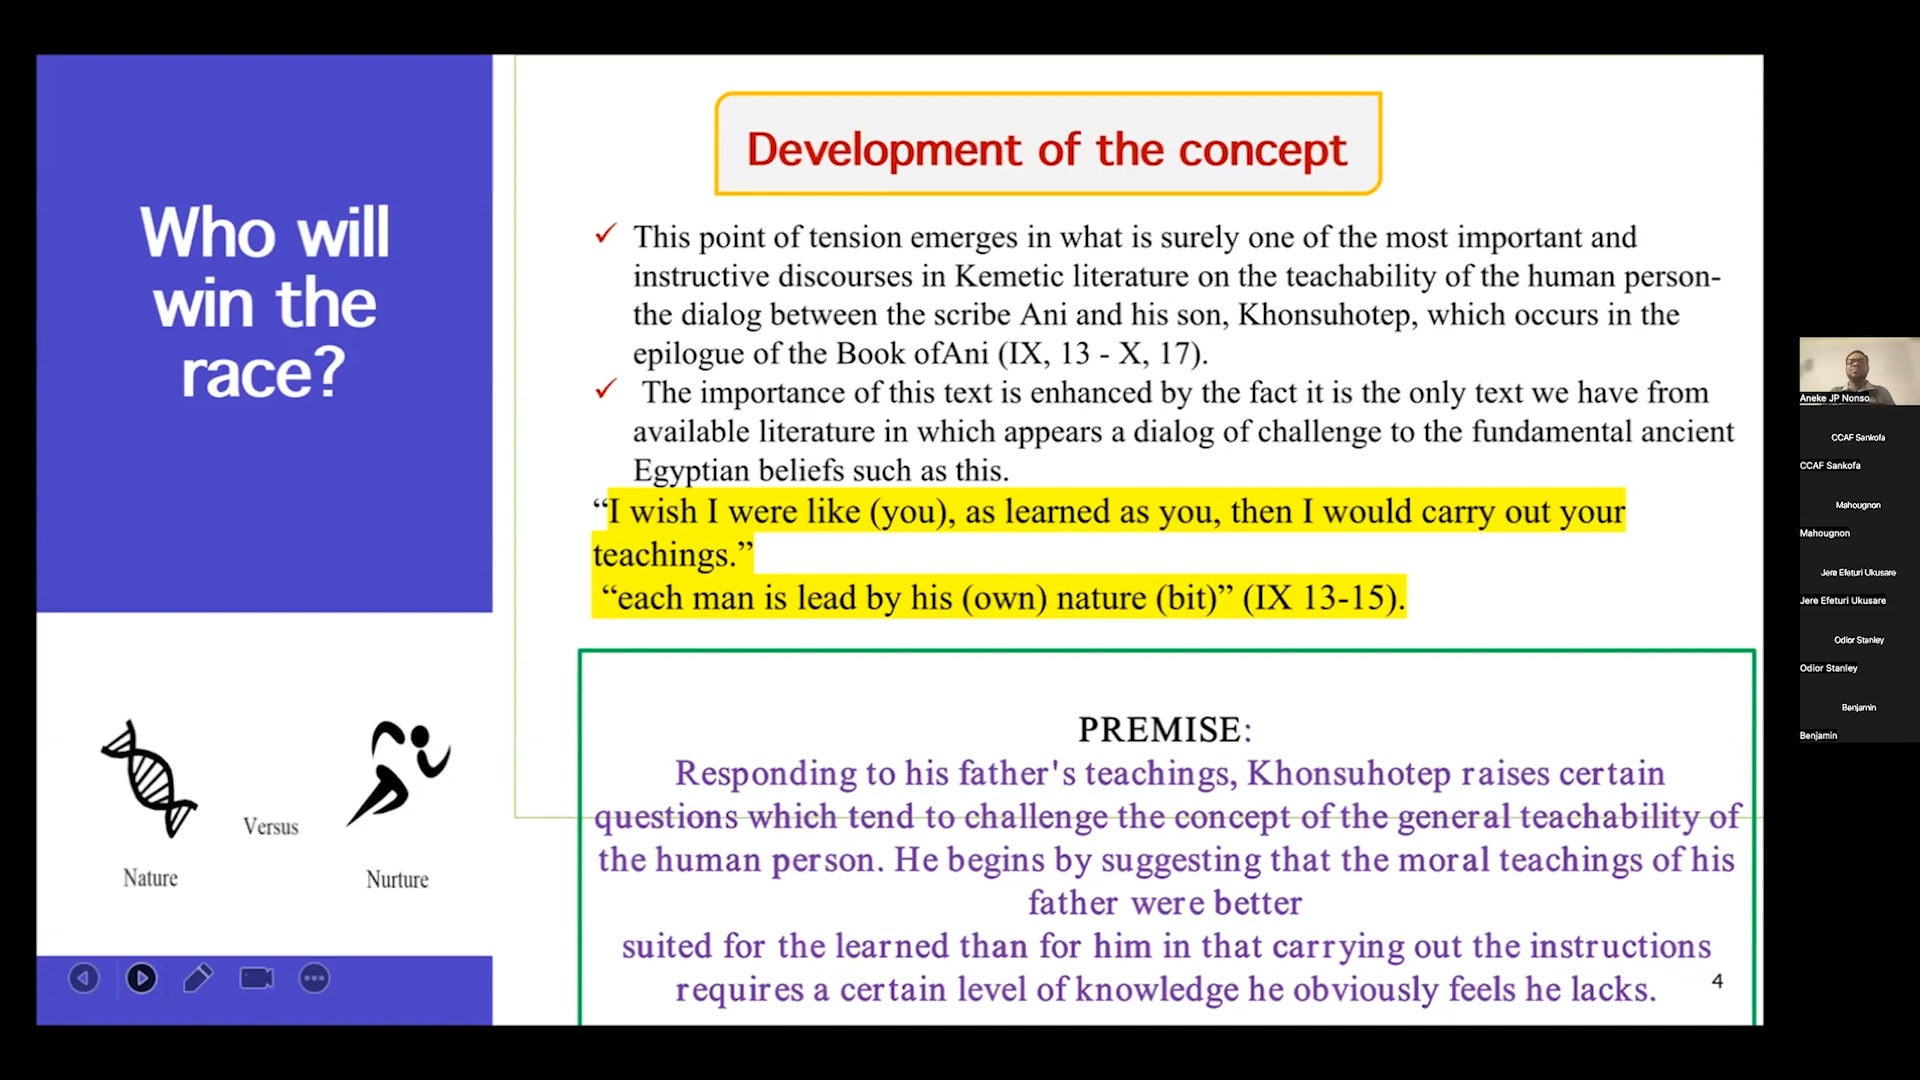 Who will
win the
race?
Nature
Versus
Nurture
Development of the concept
This point of tension emerges in what is surely one of the most important and
instructive discourses in Kemetic literature on the teachability of the human person-
the dialog between the scribe Ani and his son, Khonsuhotep, which occurs in the
epilogue of the Book ofAni (IX, 13 - X, 17).
The importance of this text is enhanced by the fact it is the only text we have from
available literature in which appears a dialog of challenge to the fundamental ancient
Egyptian beliefs such as this.
“I wish I were like (you), as learned as you, then I would carry out your
teachings.”
“each man is lead by his (own) nature (bit)” (IX 13-15).
PREMISE:
Responding to his father's teachings, Khonsuhotep raises certain
questions which tend to challenge the concept of the general teachability of
the human person. He begins by suggesting that the moral teachings of his
father were better
suited for the learned than for him in that carrying out the instructions
requires a certain level of knowledge he obviously feels he lacks.
4
Aneke JP Nonso
CCAF Sankofa
CCAF Sankofa
Mahougnon
Mahougnon
Jere Efeturi Ukusare
Jere Efeturi Ukusare
Odior Stanley
Odior Stanley
Benjamin
Benjamin